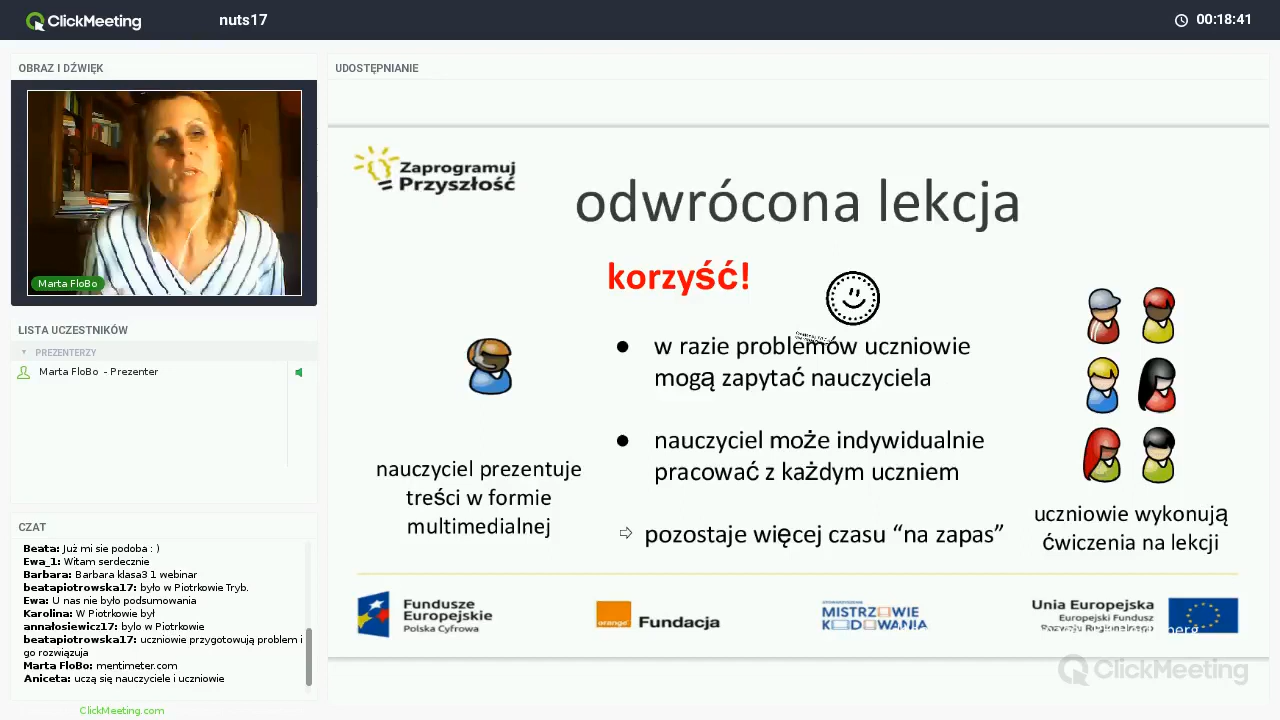 ClickMeeting
nuts17
00:18:41
OBRAZ I DŹWIĘK
Marta FloBo
LISTA UCZESTNIKÓW
PREZENTERZY
Marta FloBo - Prezenter
CZAT
Beata: Już mi sie podoba : )
Ewa_1: Witam serdecznie
Barbara: Barbara klasa3 1 webinar
beatapiotrowska17: było w Piotrkowie Tryb.
Ewa: U nas nie było podsumowania
Karolina: W Piotrkowie był
annałosiewicz17: bylo w Piotrkowie
beatapiotrowska17: uczniowie przygotowują problem i
go rozwiązuja
Marta FloBo: mentimeter.com
Aniceta: uczą się nauczyciele i uczniowie
ClickMeeting.com
UDOSTĘPNIANIE
Zaprogramuj
Przyszłość
odwrócona lekcja
korzyść!
nauczyciel prezentuje
treści w formie
multimedialnej
● w razie problemów uczniowie
mogą zapytać nauczyciela
● nauczyciel może indywidualnie
pracować z każdym uczniem
⇨ pozostaje więcej czasu “na zapas”
uczniowie wykonują
ćwiczenia na lekcji
Fundusze
Europejskie
Polska Cyfrowa
orange
Fundacja
MISTRZOWIE
KODOWANIA
Unia Europejska
ClickMeeting